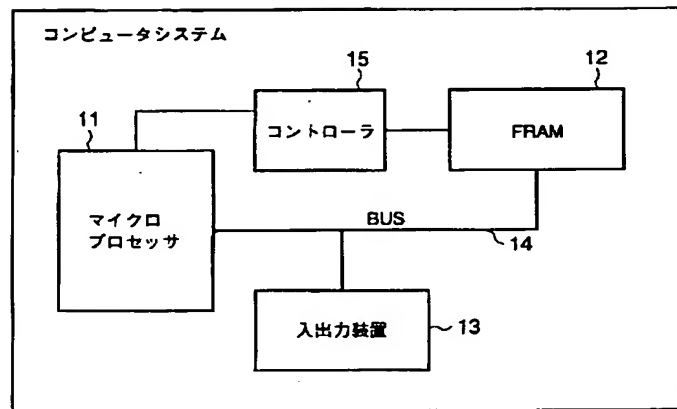 コンピュータシステム
15
12
11
コントローラ
FRAM
マイクロ
プロセッサ
BUS
14
入出力装置
13